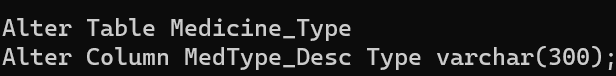 Alter Table Medicine_Type
Alter Column MedType_Desc Type varchar(300);